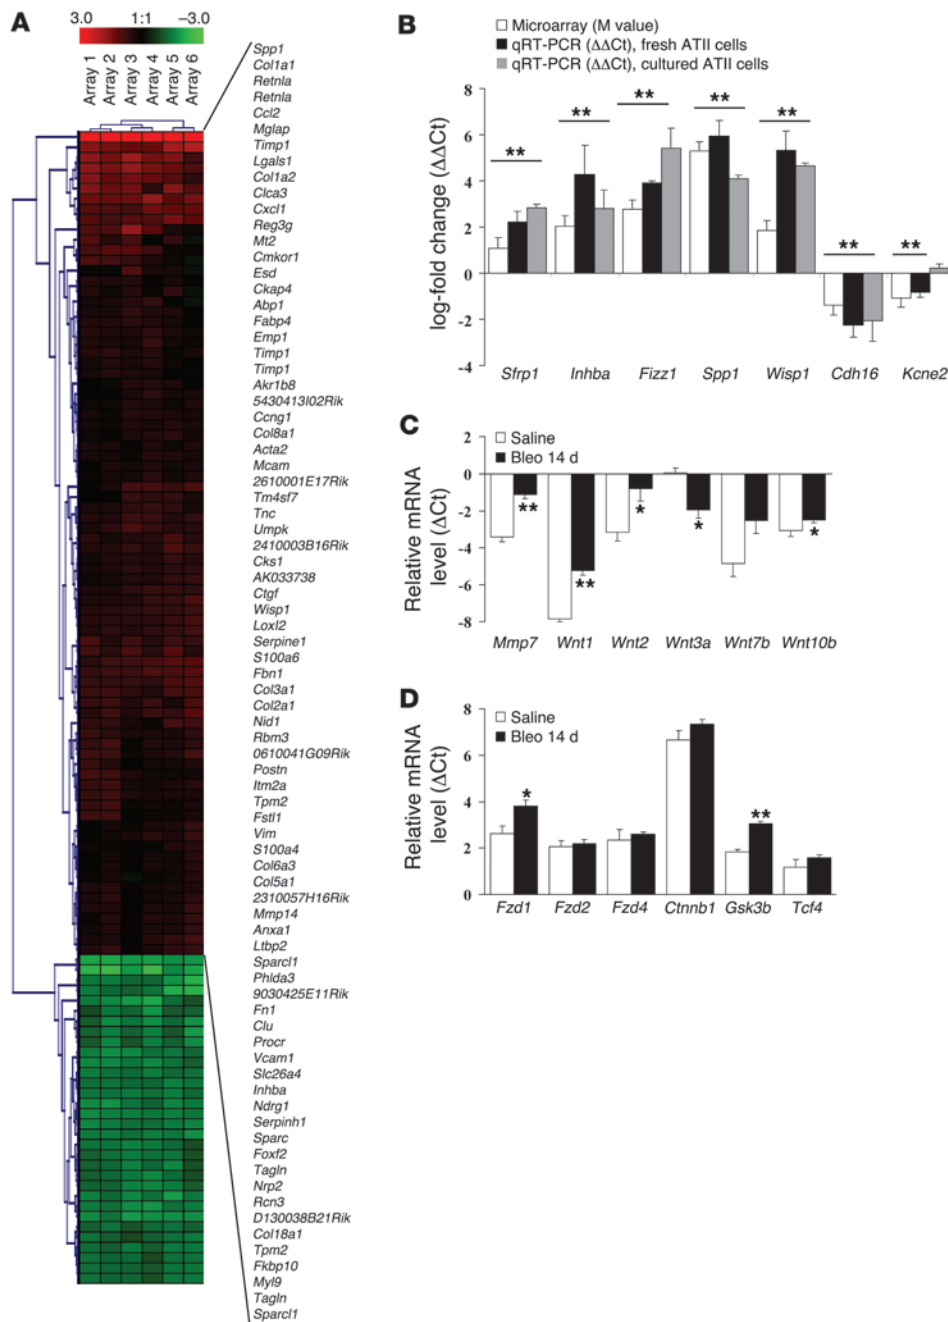 A
3.0 1:1 −3.0
Array 1
Array 2
Array 3
Array 4
Array 5
Array 6
Spp1
Col1a1
Retnla
Retnla
Ccl2
Mglap
Timp1
Lgals1
Col1a2
Clca3
Cxcl1
Reg3g
Mt2
Cmkor1
Esd
Ckap4
Abp1
Fabp4
Emp1
Timp1
Timp1
Akr1b8
5430413I02Rik
Ccng1
Col8a1
Acta2
Mcam
2610001E17Rik
Tm4sf7
Tnc
Umpk
2410003B16Rik
Cks1
AK033738
Ctgf
Wisp1
Loxl2
Serpine1
S100a6
Fbn1
Col3a1
Col2a1
Nid1
Rbm3
0610041G09Rik
Postn
Itm2a
Tpm2
Fstl1
Vim
S100a4
Col6a3
Col5a1
2310057H16Rik
Mmp14
Anxa1
Ltbp2
Sparcl1
Phlda3
9030425E11Rik
Fn1
Clu
Procr
Vcam1
Slc26a4
Inhba
Ndrg1
Serpinh1
Sparc
Foxf2
Tagln
Nrp2
Rcn3
D130038B21Rik
Col18a1
Tpm2
Fkbp10
Myl9
Tagln
Sparcl1
B
Microarray (M value)
qRT-PCR (ΔΔCt), fresh ATII cells
qRT-PCR (ΔΔCt), cultured ATII cells
log-fold change (ΔΔCt)
8
6
4
2
0
-2
-4
** ** ** ** ** ** **
Sfrp1 Inhba Fizz1 Spp1 Wisp1 Cdh16 Kcne2
C
Saline
Bleo 14 d
Relative mRNA
level (ΔCt)
2
0
-2
-4
-6
-8
** ** * * *
Mmp7 Wnt1 Wnt2 Wnt3a Wnt7b Wnt10b
D
Saline
Bleo 14 d
Relative mRNA
level (ΔCt)
8
6
4
2
0
* **
Fzd1 Fzd2 Fzd4 Ctnnb1 Gsk3b Tcf4